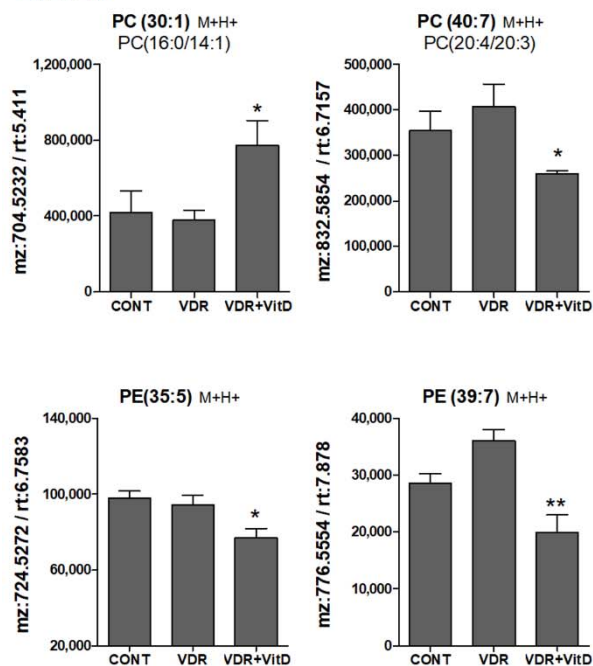 PC (30:1) M+H+
PC(16:0/14:1)
mz:704.5232 / rt:5.411
1,200,000
800,000
400,000
0
*
CONT VDR VDR+VitD
PC (40:7) M+H+
PC(20:4/20:3)
mz:832.5854 / rt:6.7157
500,000
400,000
300,000
200,000
100,000
0
*
CONT VDR VDR+VitD
PE(35:5) M+H+
mz:724.5272 / rt:6.7583
140,000
100,000
60,000
20,000
*
CONT VDR VDR+VitD
PE (39:7) M+H+
mz:776.5554 / rt:7.878
40,000
30,000
20,000
10,000
0
**
CONT VDR VDR+VitD